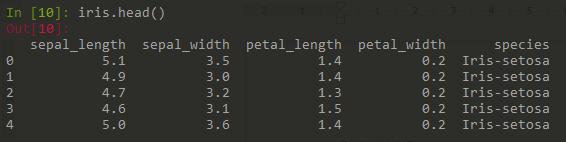 In [10]: iris.head()
Out[10]:
   sepal_length  sepal_width  petal_length  petal_width      species
0           5.1          3.5           1.4          0.2  Iris-setosa
1           4.9          3.0           1.4          0.2  Iris-setosa
2           4.7          3.2           1.3          0.2  Iris-setosa
3           4.6          3.1           1.5          0.2  Iris-setosa
4           5.0          3.6           1.4          0.2  Iris-setosa